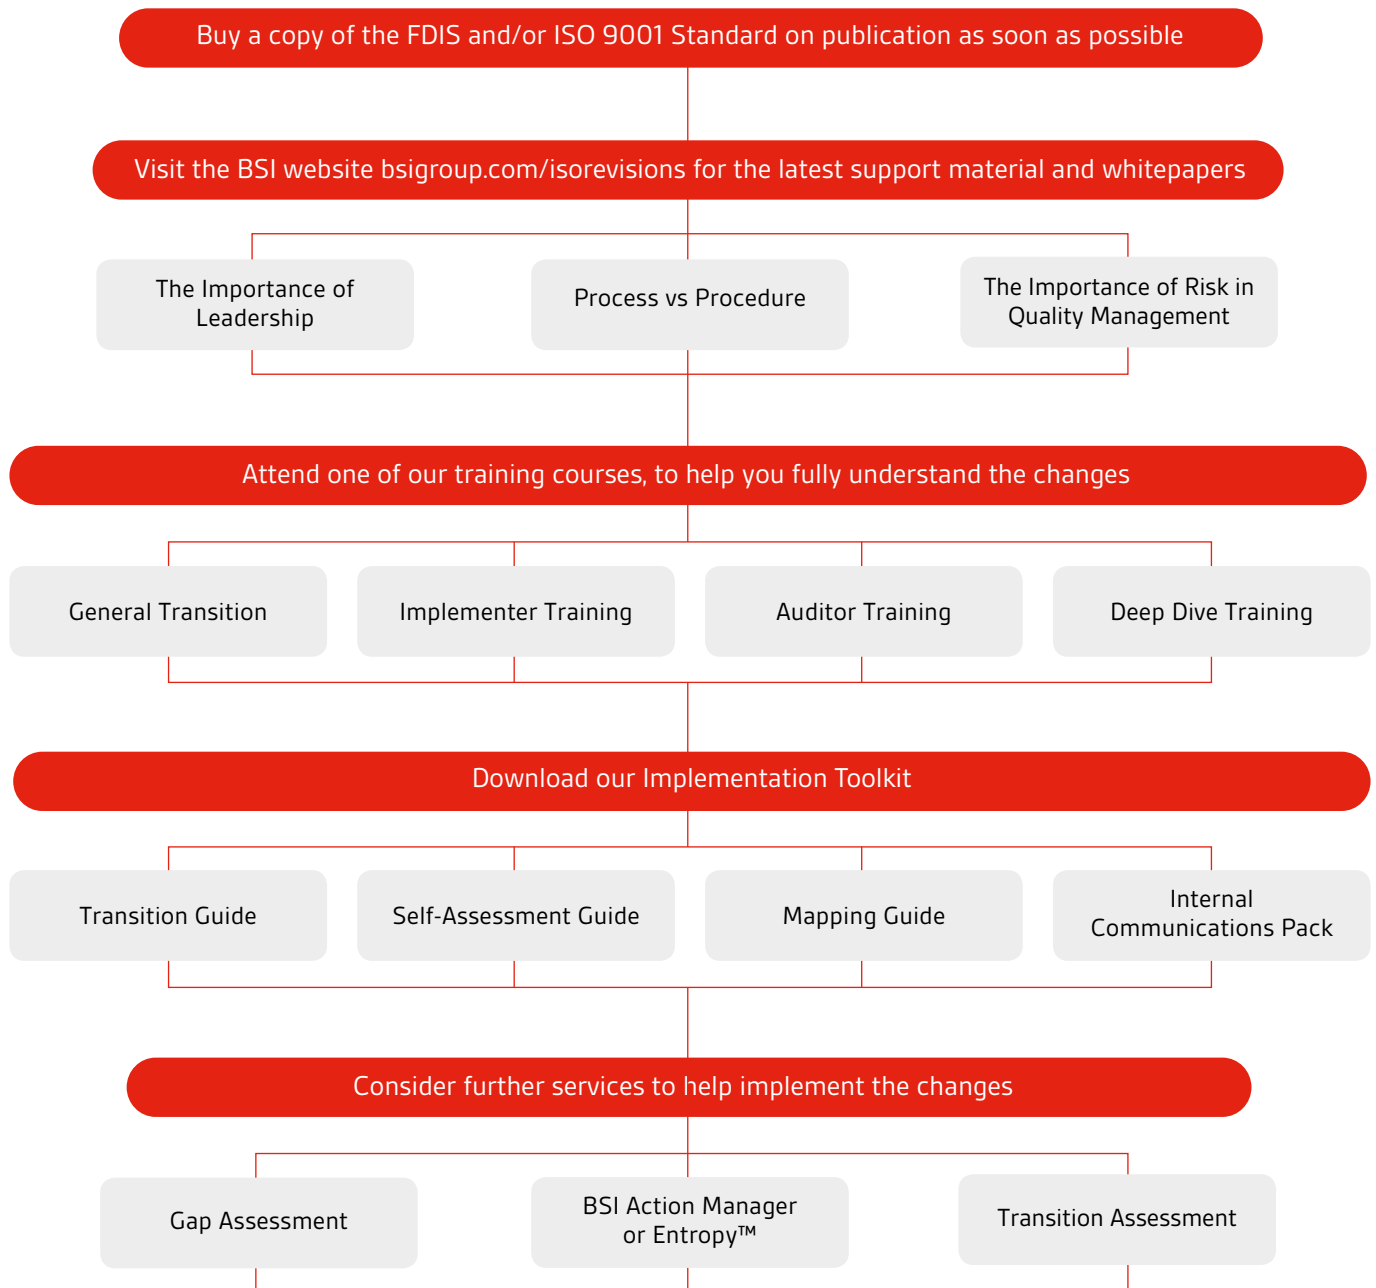 Buy a copy of the FDIS and/or ISO 9001 Standard on publication as soon as possible
Visit the BSI website bsigroup.com/isorevisions for the latest support material and whitepapers
The Importance of
Leadership
Process vs Procedure
The Importance of Risk in
Quality Management
Attend one of our training courses, to help you fully understand the changes
General Transition
Implementer Training
Auditor Training
Deep Dive Training
Download our Implementation Toolkit
Transition Guide
Self-Assessment Guide
Mapping Guide
Internal
Communications Pack
Consider further services to help implement the changes
Gap Assessment
BSI Action Manager
or Entropy™
Transition Assessment